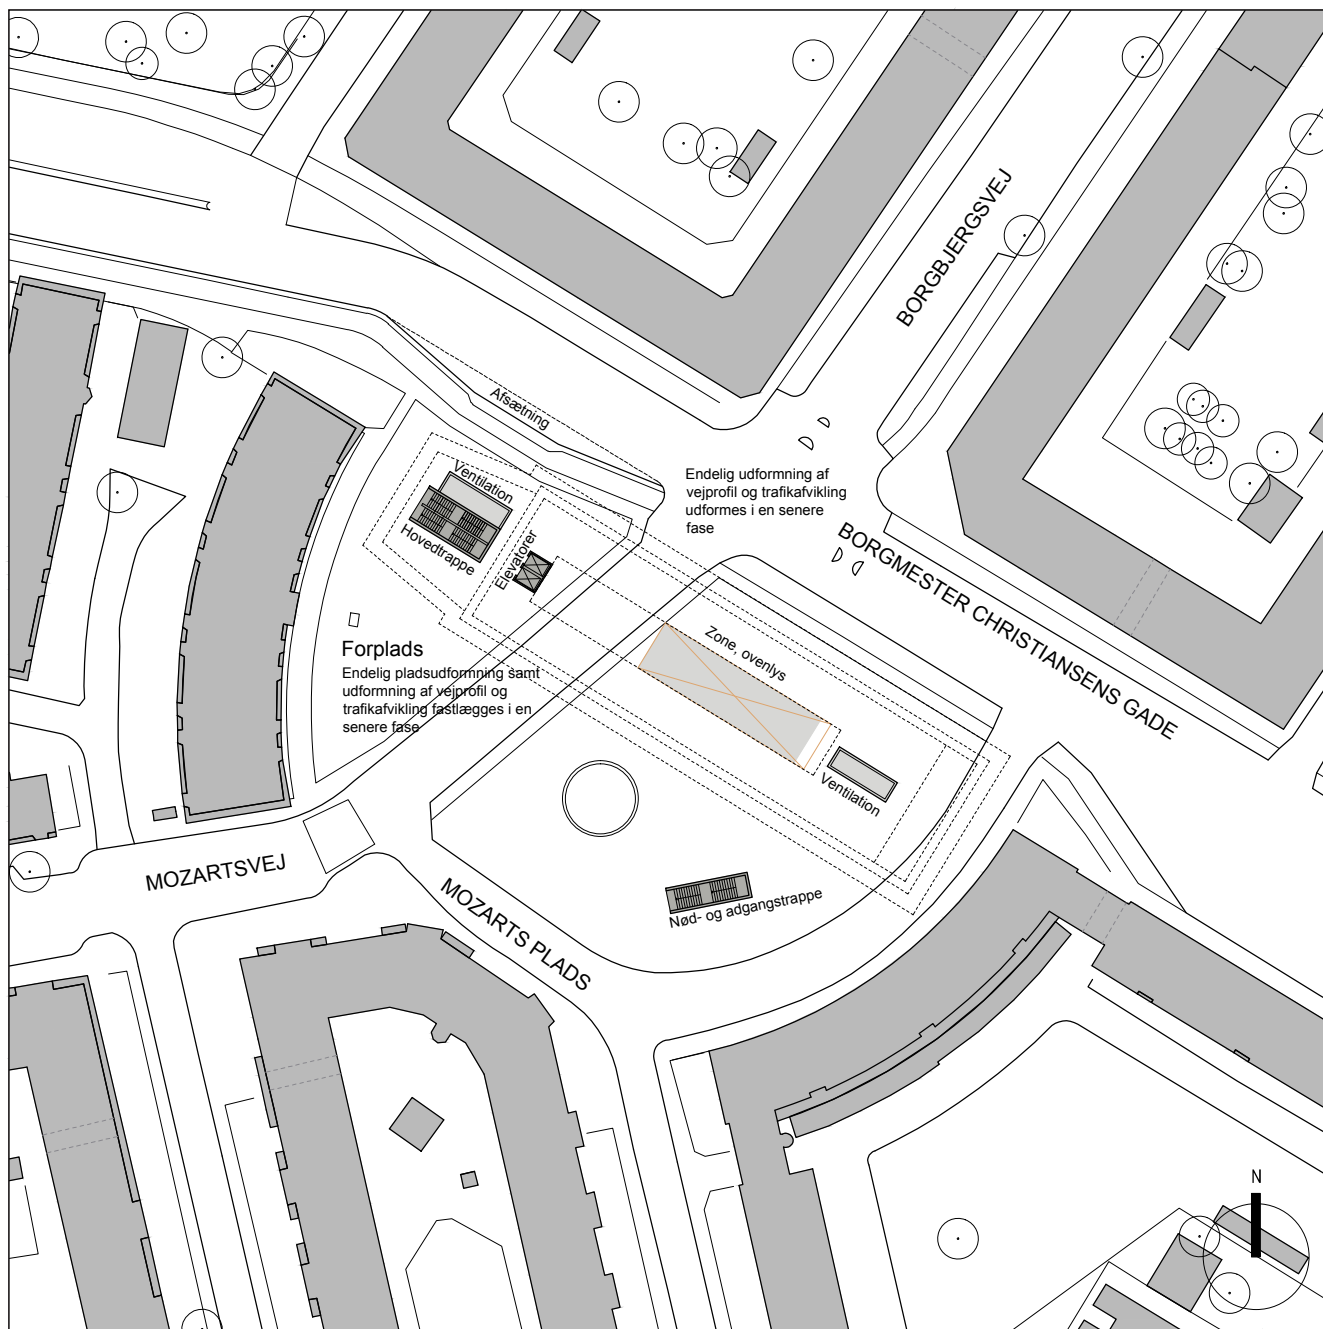 BORGBJERGSVEJ
Afsætning
Ventilation
Hovedtrappe
Elevatorer
Endelig udformning af
vejprofil og trafikafvikling
udformes i en senere
fase
BORGMESTER CHRISTIANSENS GADE
Forplads
Endelig pladsudformning samt
udformning af vejprofil og
trafikafvikling fastlægges i en
senere fase
Zone, ovenlys
Ventilation
MOZARTSVEJ
MOZARTS PLADS
Nød- og adgangstrappe
N